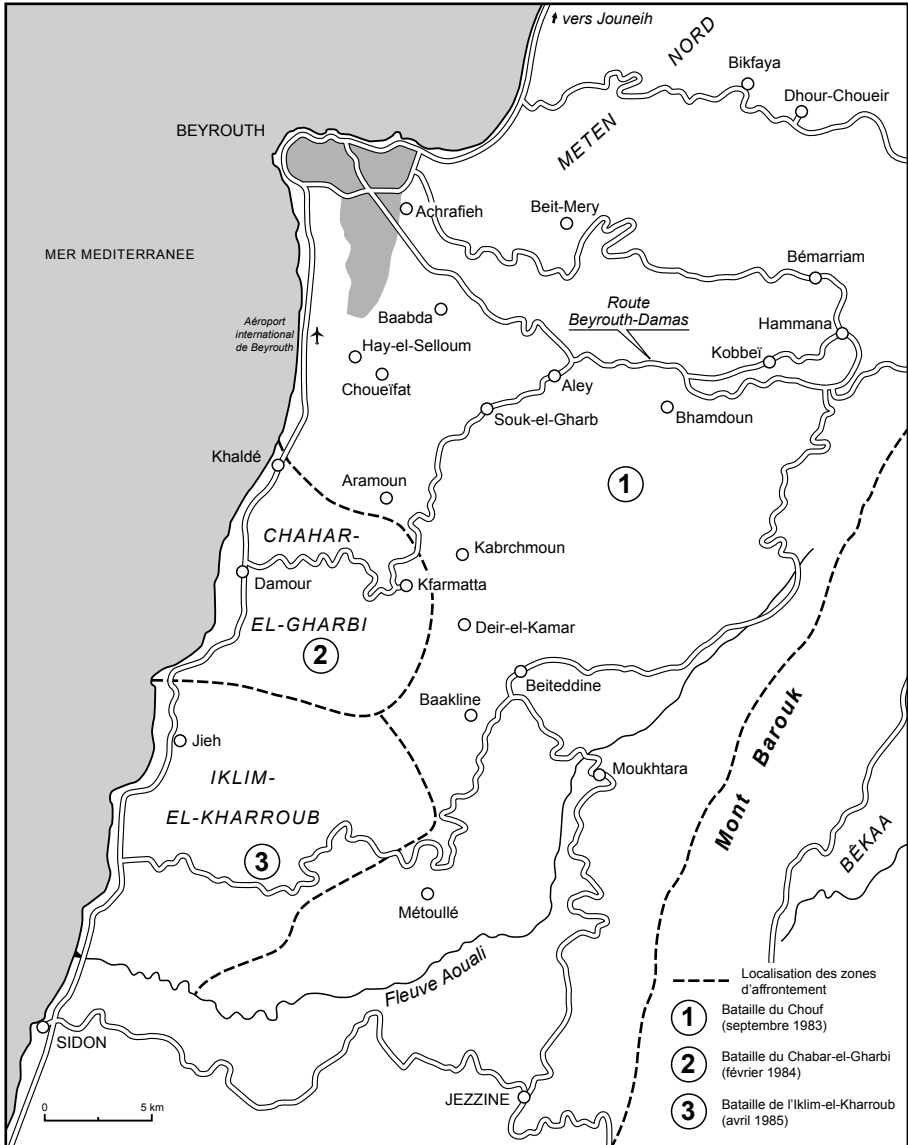 vers Jouneih
NORD
Bikfaya
Dhour-Choueir
BEYROUTH
METEN
Achrafieh
Beit-Mery
MER MEDITERRANEE
Bémarriam
Route
Beyrouth-Damas
Aéroport
international
de Beyrouth
Baabda
Hammana
Hay-el-Selloum
Kobbeï
Choueïfat
Aley
Souk-el-Gharb
Bhamdoun
Khaldé
Aramoun
1
CHAHAR-
Kabrchmoun
Damour
Kfarmatta
EL-GHARBI
2
Deir-el-Kamar
Beiteddine
Baakline
Jieh
Moukhtara
Mont Barouk
IKLIM-
EL-KHARROUB
3
BÊKAA
Métoullé
Fleuve Aouali
SIDON
JEZZINE
0 5 km
Localisation des zones
d'affrontement
1 Bataille du Chouf
(septembre 1983)
2 Bataille du Chabar-el-Gharbi
(février 1984)
3 Bataille de l'Iklim-el-Kharroub
(avril 1985)